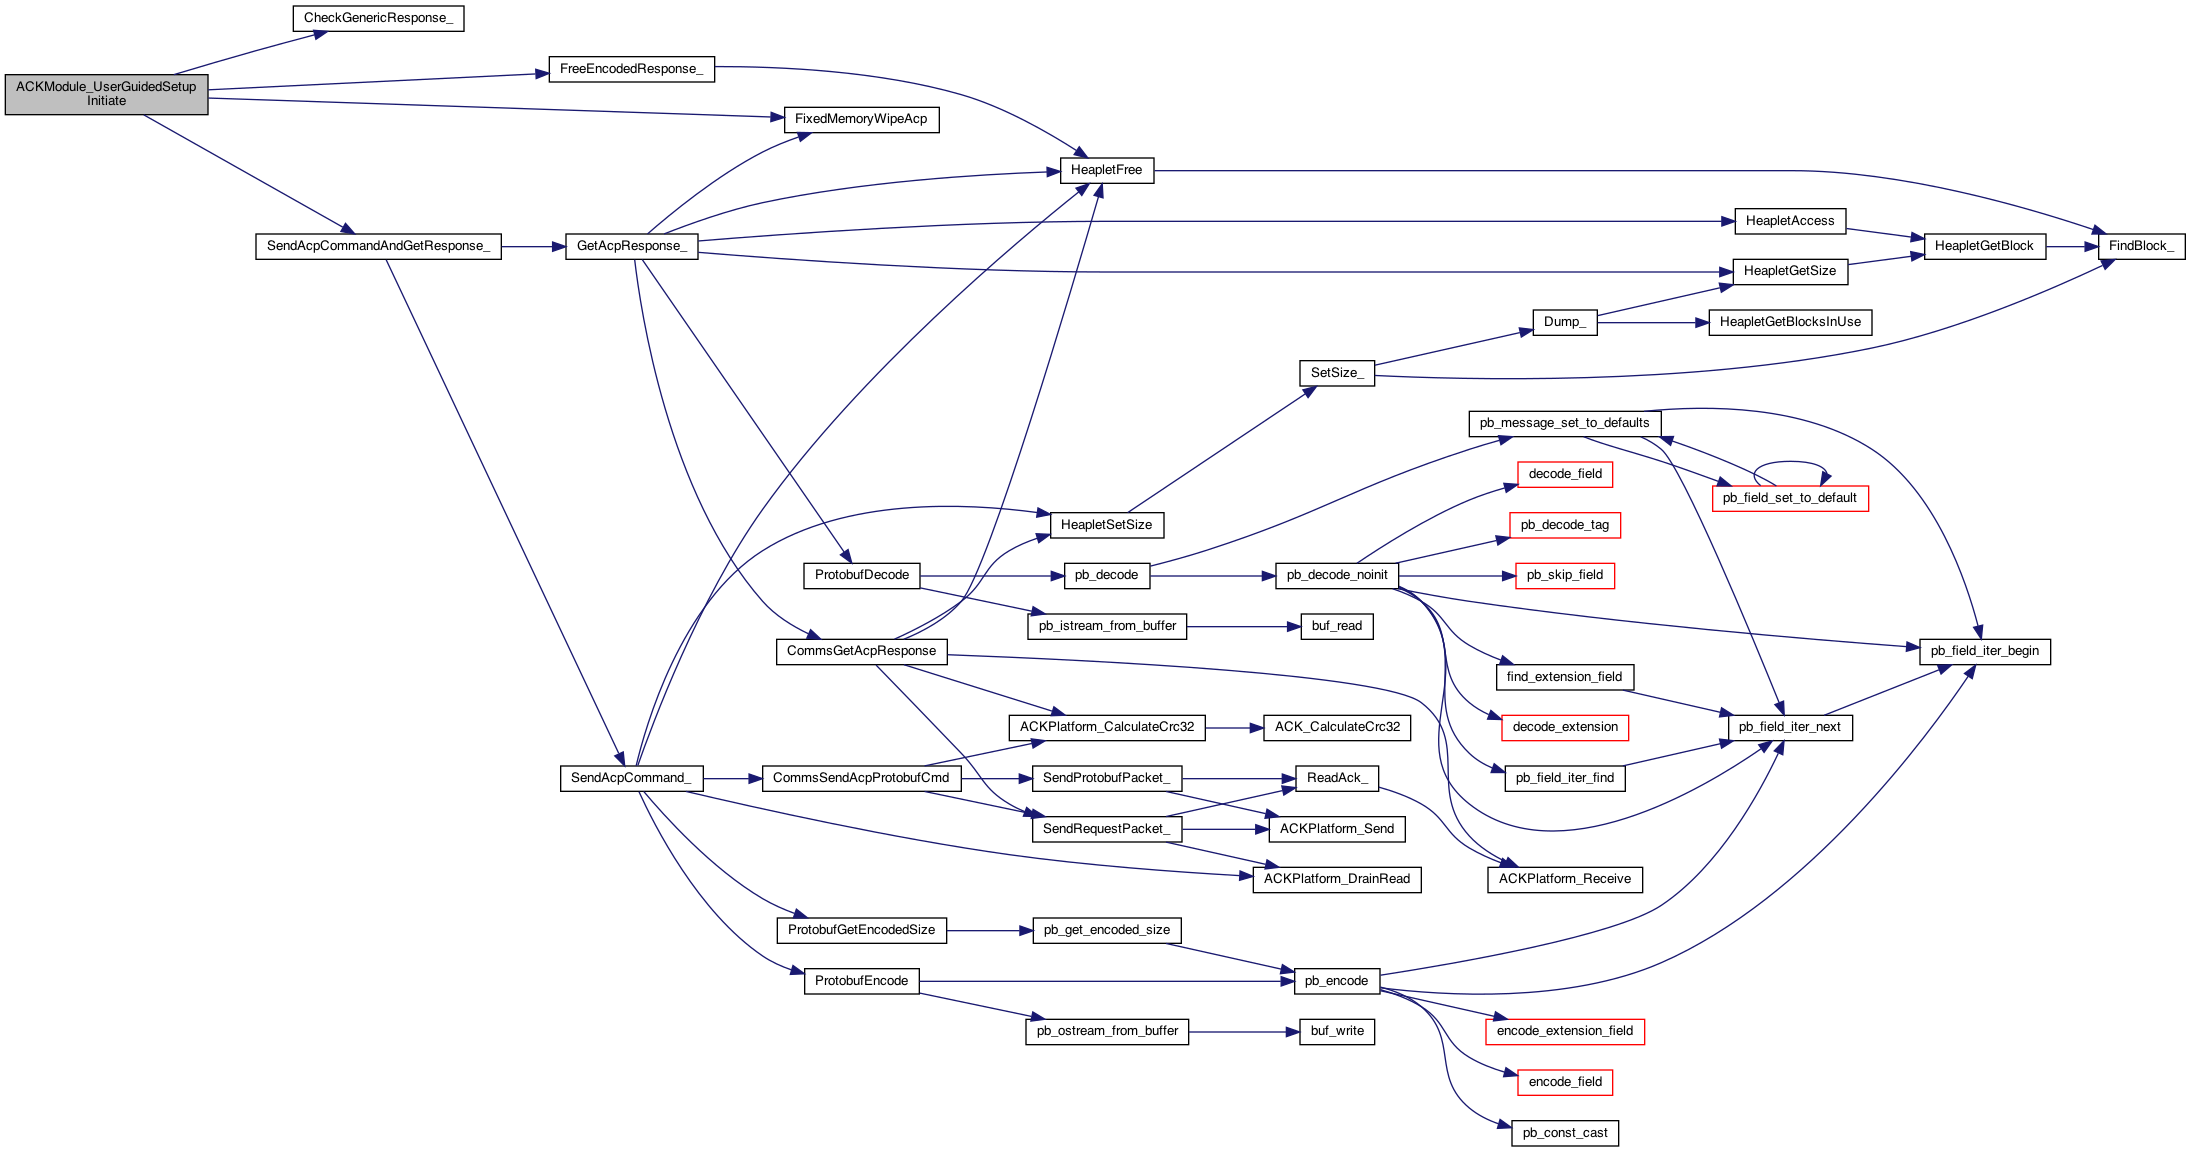 CheckGenericResponse_
ACKModule_UserGuidedSetup
Initiate
FreeEncodedResponse_
FixedMemoryWipeAcp
HeapletFree
SendAcpCommandAndGetResponse_
GetAcpResponse_
HeapletAccess
HeapletGetBlock
FindBlock_
HeapletGetSize
Dump_
HeapletGetBlocksInUse
SetSize_
pb_message_set_to_defaults
decode_field
pb_field_set_to_default
HeapletSetSize
pb_decode_tag
ProtobufDecode
pb_decode
pb_decode_noinit
pb_skip_field
pb_istream_from_buffer
buf_read
CommsGetAcpResponse
pb_field_iter_begin
find_extension_field
ACKPlatform_CalculateCrc32
ACK_CalculateCrc32
decode_extension
pb_field_iter_next
SendAcpCommand_
CommsSendAcpProtobufCmd
SendProtobufPacket_
ReadAck_
pb_field_iter_find
SendRequestPacket_
ACKPlatform_Send
ACKPlatform_DrainRead
ACKPlatform_Receive
ProtobufGetEncodedSize
pb_get_encoded_size
ProtobufEncode
pb_encode
pb_ostream_from_buffer
buf_write
encode_extension_field
encode_field
pb_const_cast